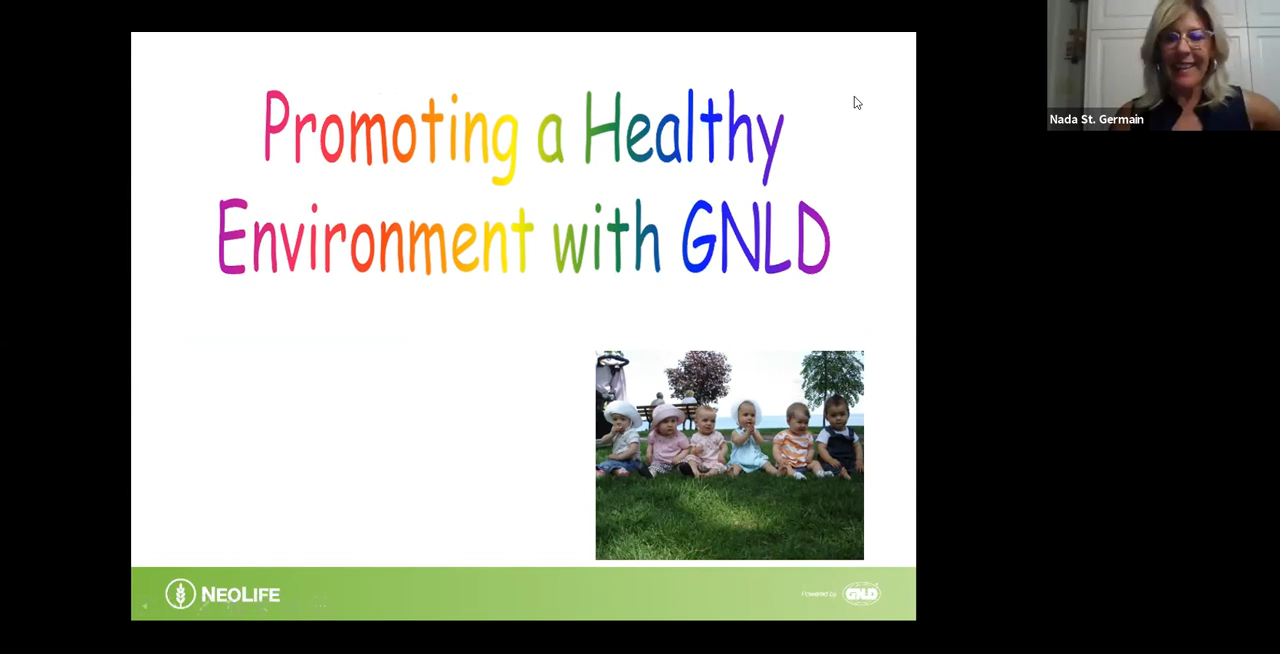 Promoting a Healthy
Environment with GNLD
Nada St. Germain
NEOLIFE
Powered by
GNLD